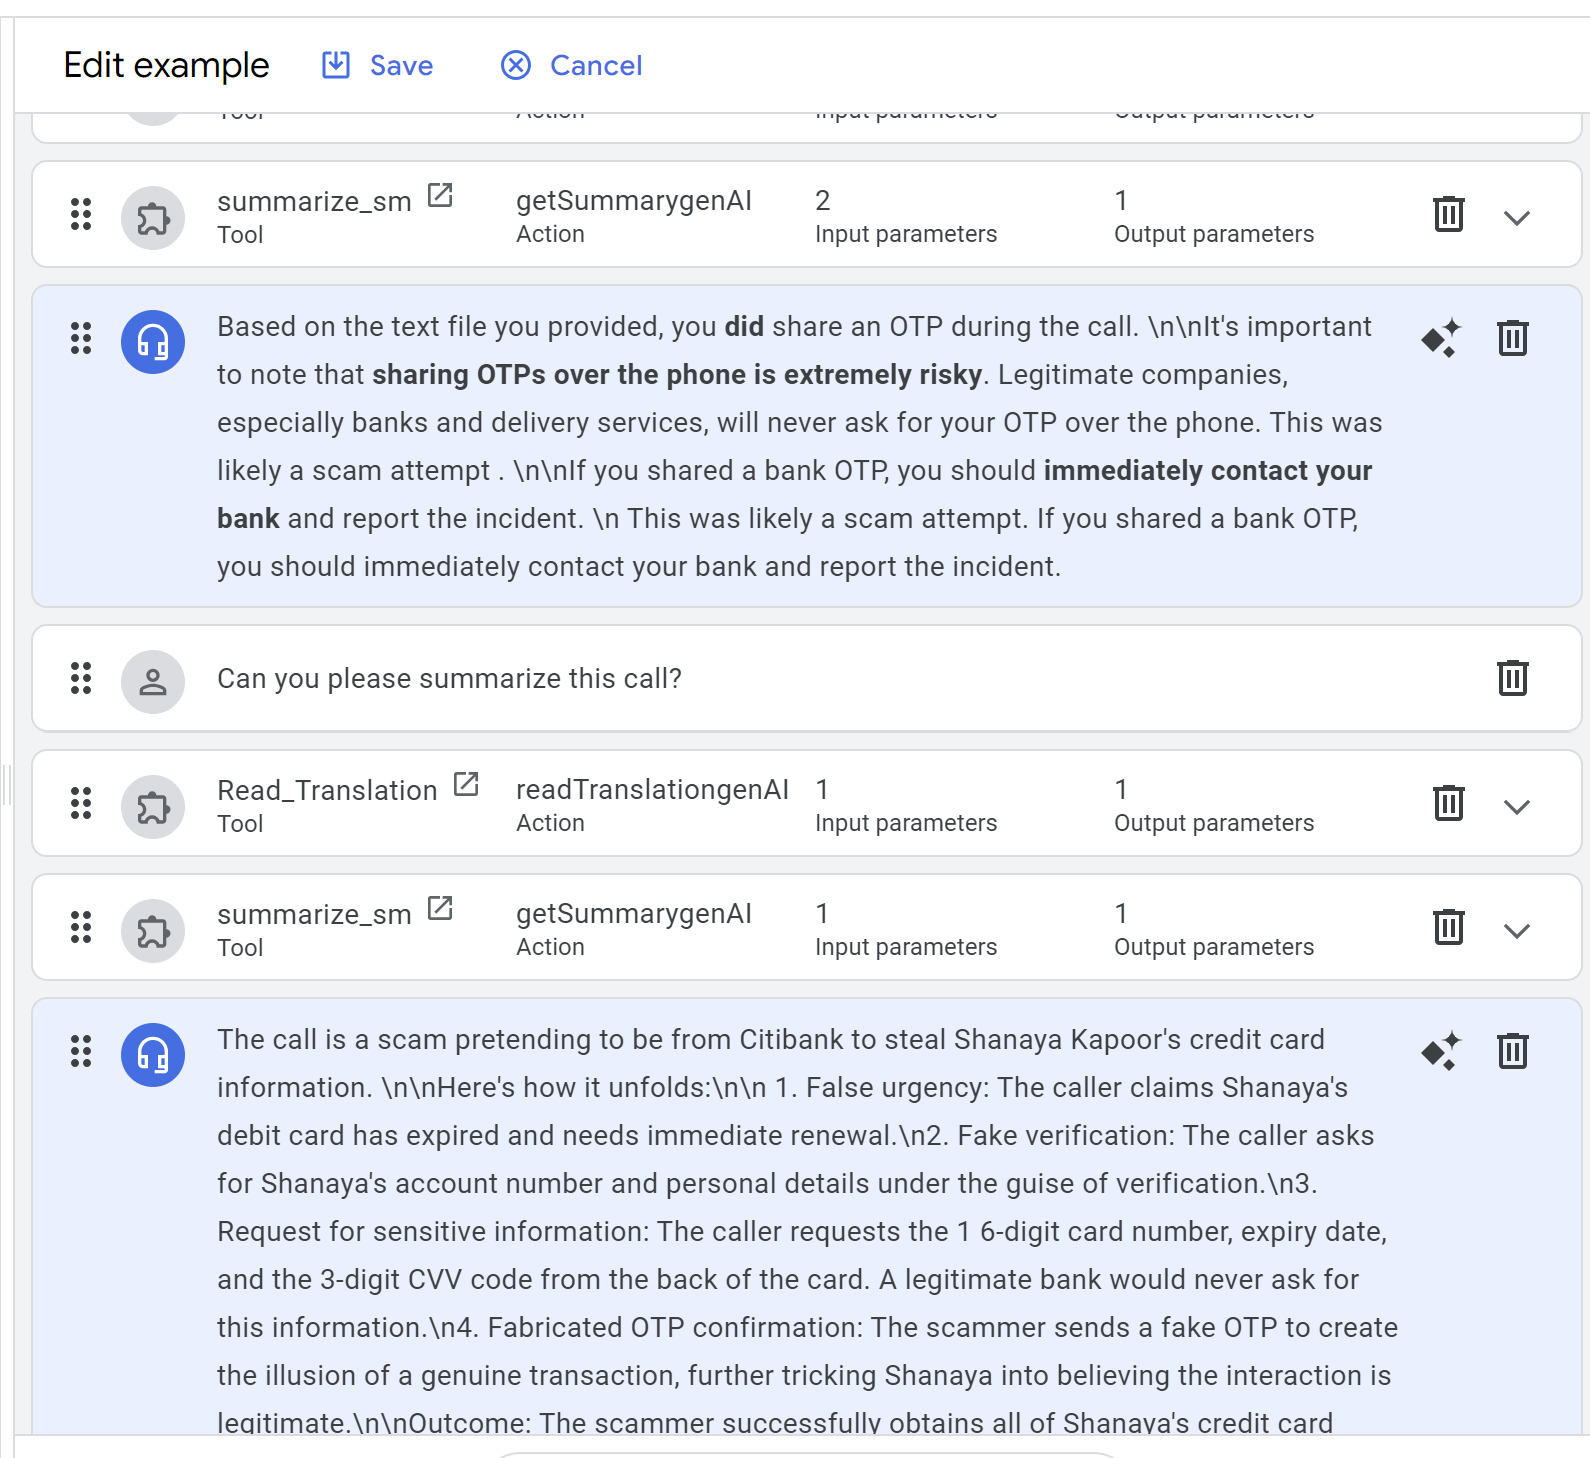 Edit example Save Cancel
Tool Action Input parameters Output parameters
summarize_sm getSummarygenAI 2 1
Tool Action Input parameters Output parameters
Based on the text file you provided, you did share an OTP during the call. \n\nIt's important
to note that sharing OTPs over the phone is extremely risky. Legitimate companies,
especially banks and delivery services, will never ask for your OTP over the phone. This was
likely a scam attempt . \n\nIf you shared a bank OTP, you should immediately contact your
bank and report the incident. \n This was likely a scam attempt. If you shared a bank OTP,
you should immediately contact your bank and report the incident.
Can you please summarize this call?
Read_Translation readTranslationgenAI 1 1
Tool Action Input parameters Output parameters
summarize_sm getSummarygenAI 1 1
Tool Action Input parameters Output parameters
The call is a scam pretending to be from Citibank to steal Shanaya Kapoor's credit card
information. \n\nHere's how it unfolds:\n\n 1. False urgency: The caller claims Shanaya's
debit card has expired and needs immediate renewal.\n2. Fake verification: The caller asks
for Shanaya's account number and personal details under the guise of verification.\n3.
Request for sensitive information: The caller requests the 1 6-digit card number, expiry date,
and the 3-digit CVV code from the back of the card. A legitimate bank would never ask for
this information.\n4. Fabricated OTP confirmation: The scammer sends a fake OTP to create
the illusion of a genuine transaction, further tricking Shanaya into believing the interaction is
legitimate.\n\nOutcome: The scammer successfully obtains all of Shanaya's credit card